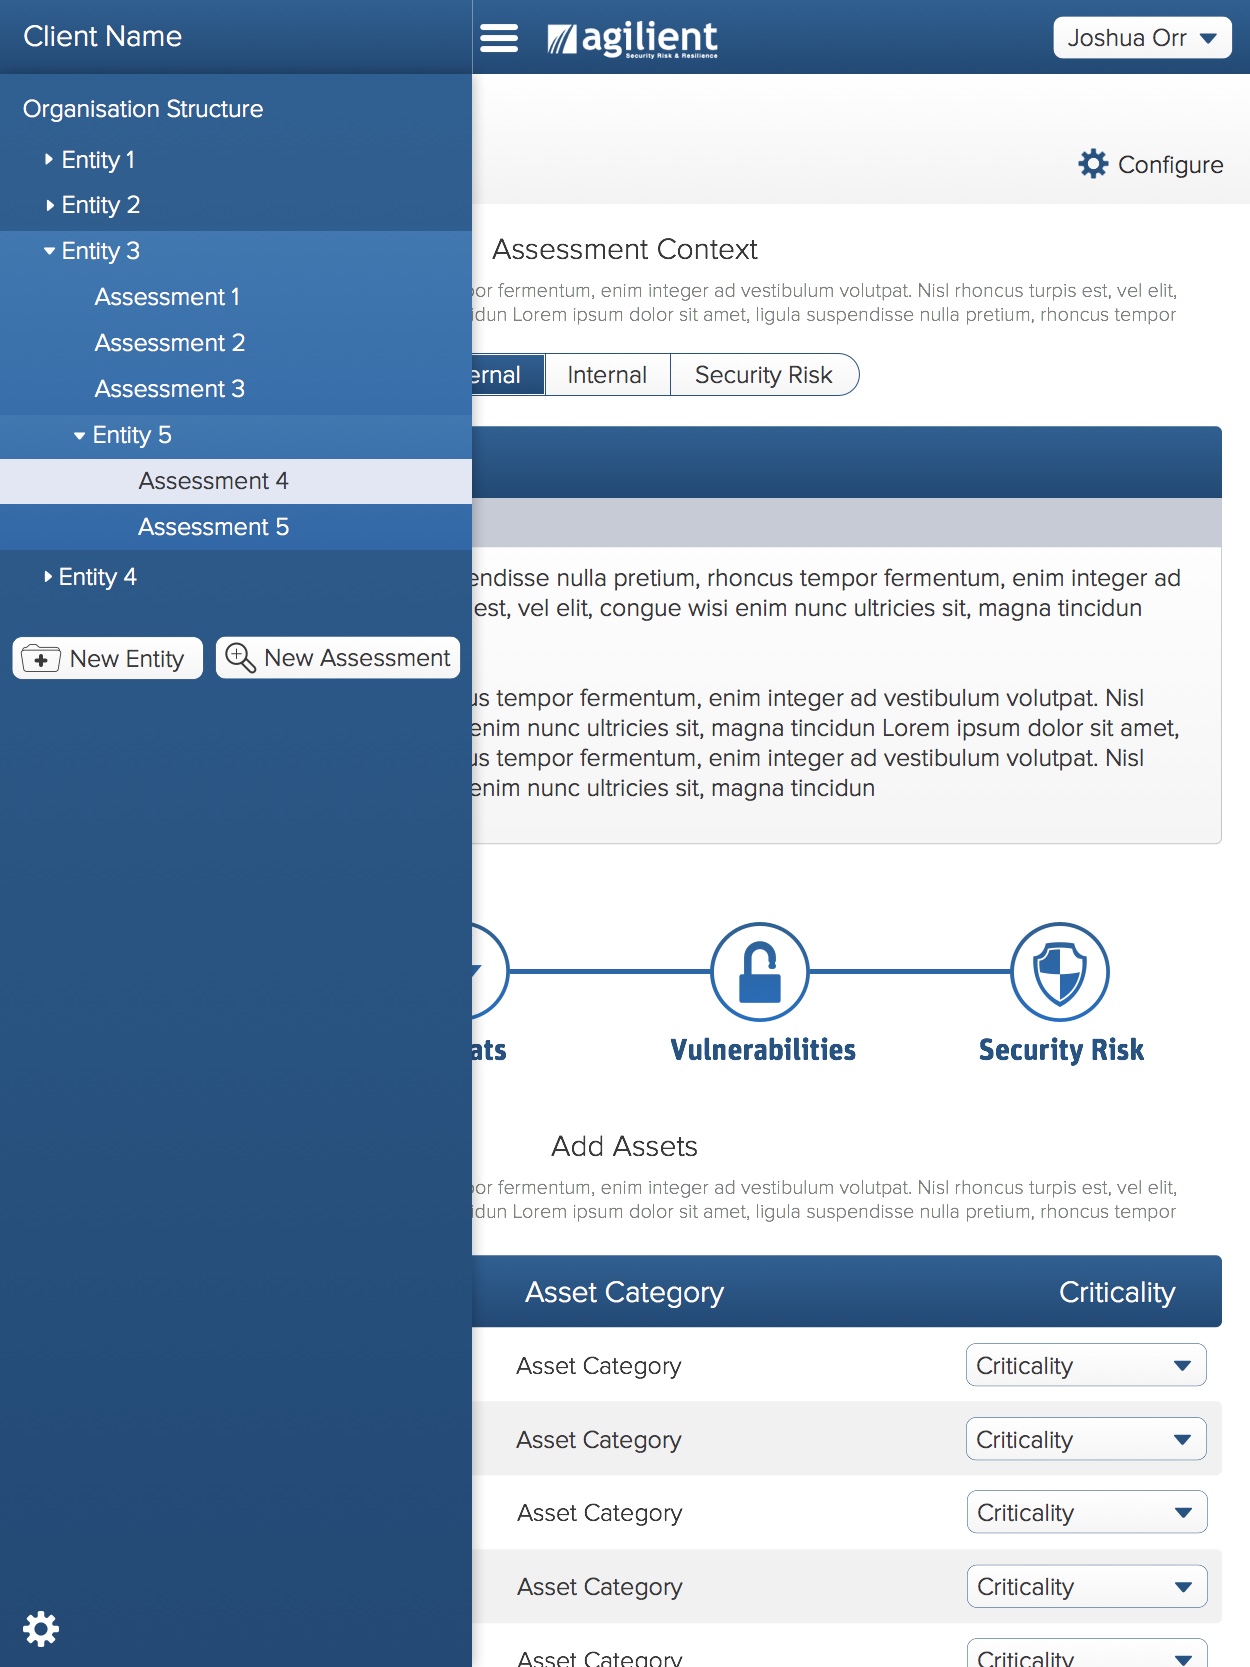 Client Name
agilient
Security Risk & Resilience
Joshua Orr
Organisation Structure
Entity 1
Entity 2
Entity 3
Assessment 1
Assessment 2
Assessment 3
Entity 5
Assessment 4
Assessment 5
Entity 4
New Entity
New Assessment
Configure
Assessment Context
or fermentum, enim integer ad vestibulum volutpat. Nisl rhoncus turpis est, vel elit,
idun Lorem ipsum dolor sit amet, ligula suspendisse nulla pretium, rhoncus tempor
ernal
Internal
Security Risk
endisse nulla pretium, rhoncus tempor fermentum, enim integer ad
est, vel elit, congue wisi enim nunc ultricies sit, magna tincidun
us tempor fermentum, enim integer ad vestibulum volutpat. Nisl
enim nunc ultricies sit, magna tincidun Lorem ipsum dolor sit amet,
us tempor fermentum, enim integer ad vestibulum volutpat. Nisl
enim nunc ultricies sit, magna tincidun
ats
Vulnerabilities
Security Risk
Add Assets
or fermentum, enim integer ad vestibulum volutpat. Nisl rhoncus turpis est, vel elit,
idun Lorem ipsum dolor sit amet, ligula suspendisse nulla pretium, rhoncus tempor
Asset Category
Criticality
Asset Category
Criticality
Asset Category
Criticality
Asset Category
Criticality
Asset Category
Criticality
Asset Category
Criticality